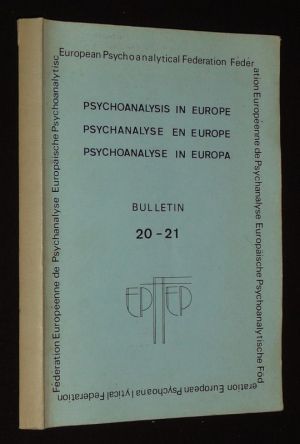 European Psychoanalytical Federation Feder
ation Européenne de Psychanalyse Europäische Psychoanalytische Föd
eration European Psychoanalytical Federation
Féderation Européenne de Psychanalyse Europäische Psychoanalytisc
PSYCHOANALYSIS IN EUROPE
PSYCHANALYSE EN EUROPE
PSYCHOANALYSE IN EUROPA
BULLETIN
20-21